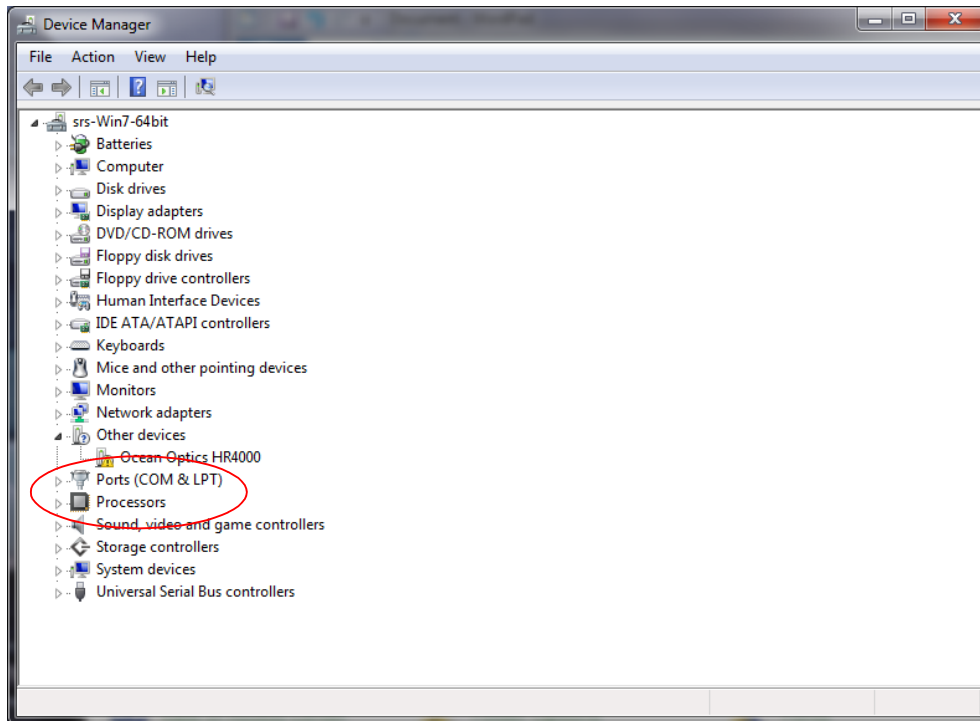 Device Manager
File Action View Help
srs-Win7-64bit
Batteries
Computer
Disk drives
Display adapters
DVD/CD-ROM drives
Floppy disk drives
Floppy drive controllers
Human Interface Devices
IDE ATA/ATAPI controllers
Keyboards
Mice and other pointing devices
Monitors
Network adapters
Other devices
Ocean Optics HR4000
Ports (COM & LPT)
Processors
Sound, video and game controllers
Storage controllers
System devices
Universal Serial Bus controllers